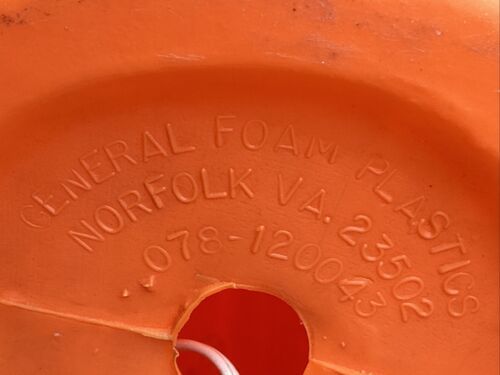 GENERAL FOAM PLASTICS
NORFOLK VA. 23502
078-120043